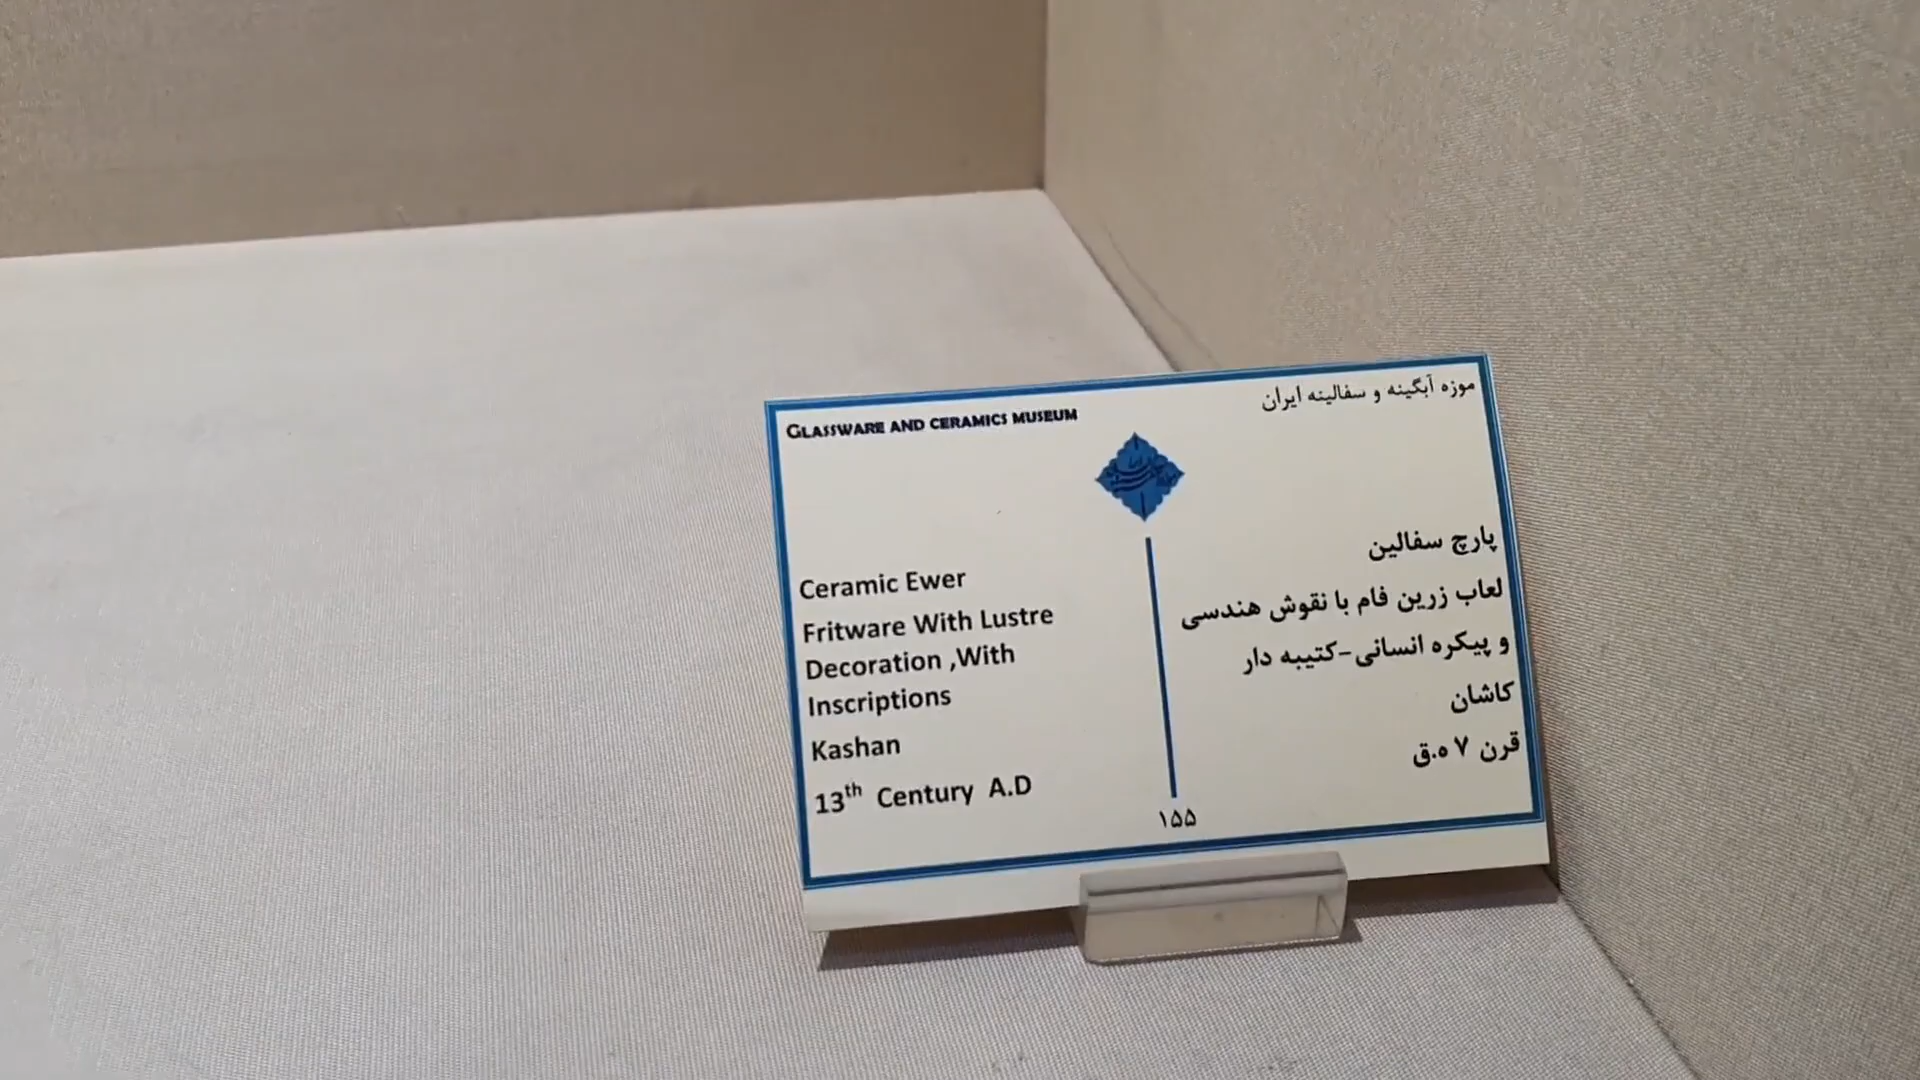 GLASSWARE AND CERAMICS MUSEUM
موزه آبگینه و سفالینه ایران
Ceramic Ewer
Fritware With Lustre
Decoration ,With
Inscriptions
Kashan
13th Century A.D
پارچ سفالین
لعاب زرین فام با نقوش هندسی
و پیکره انسانی-کتیبه دار
کاشان
قرن ۷ ه.ق
۱۵۵